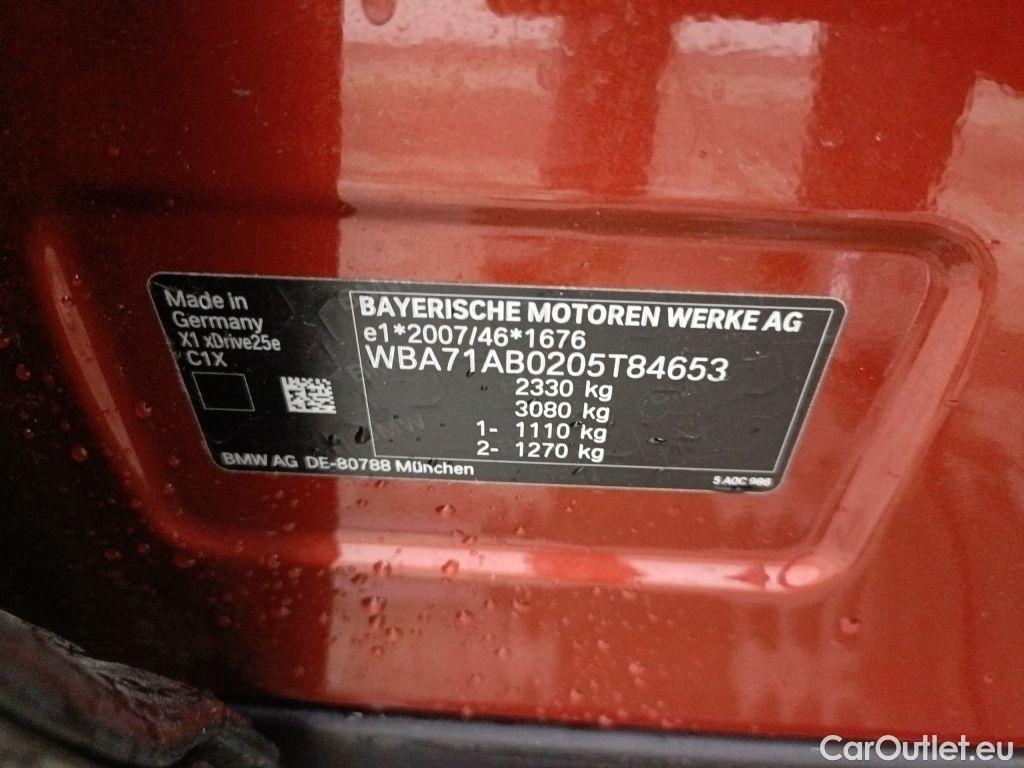 Made in
Germany
X1 xDrive25e
C1X
BAYERISCHE MOTOREN WERKE AG
e1*2007/46*1676
WBA71AB0205T84653
2330 kg
3080 kg
1- 1110 kg
2- 1270 kg
BMW AG DE-80788 München
5 A0C 986
CarOutlet.eu